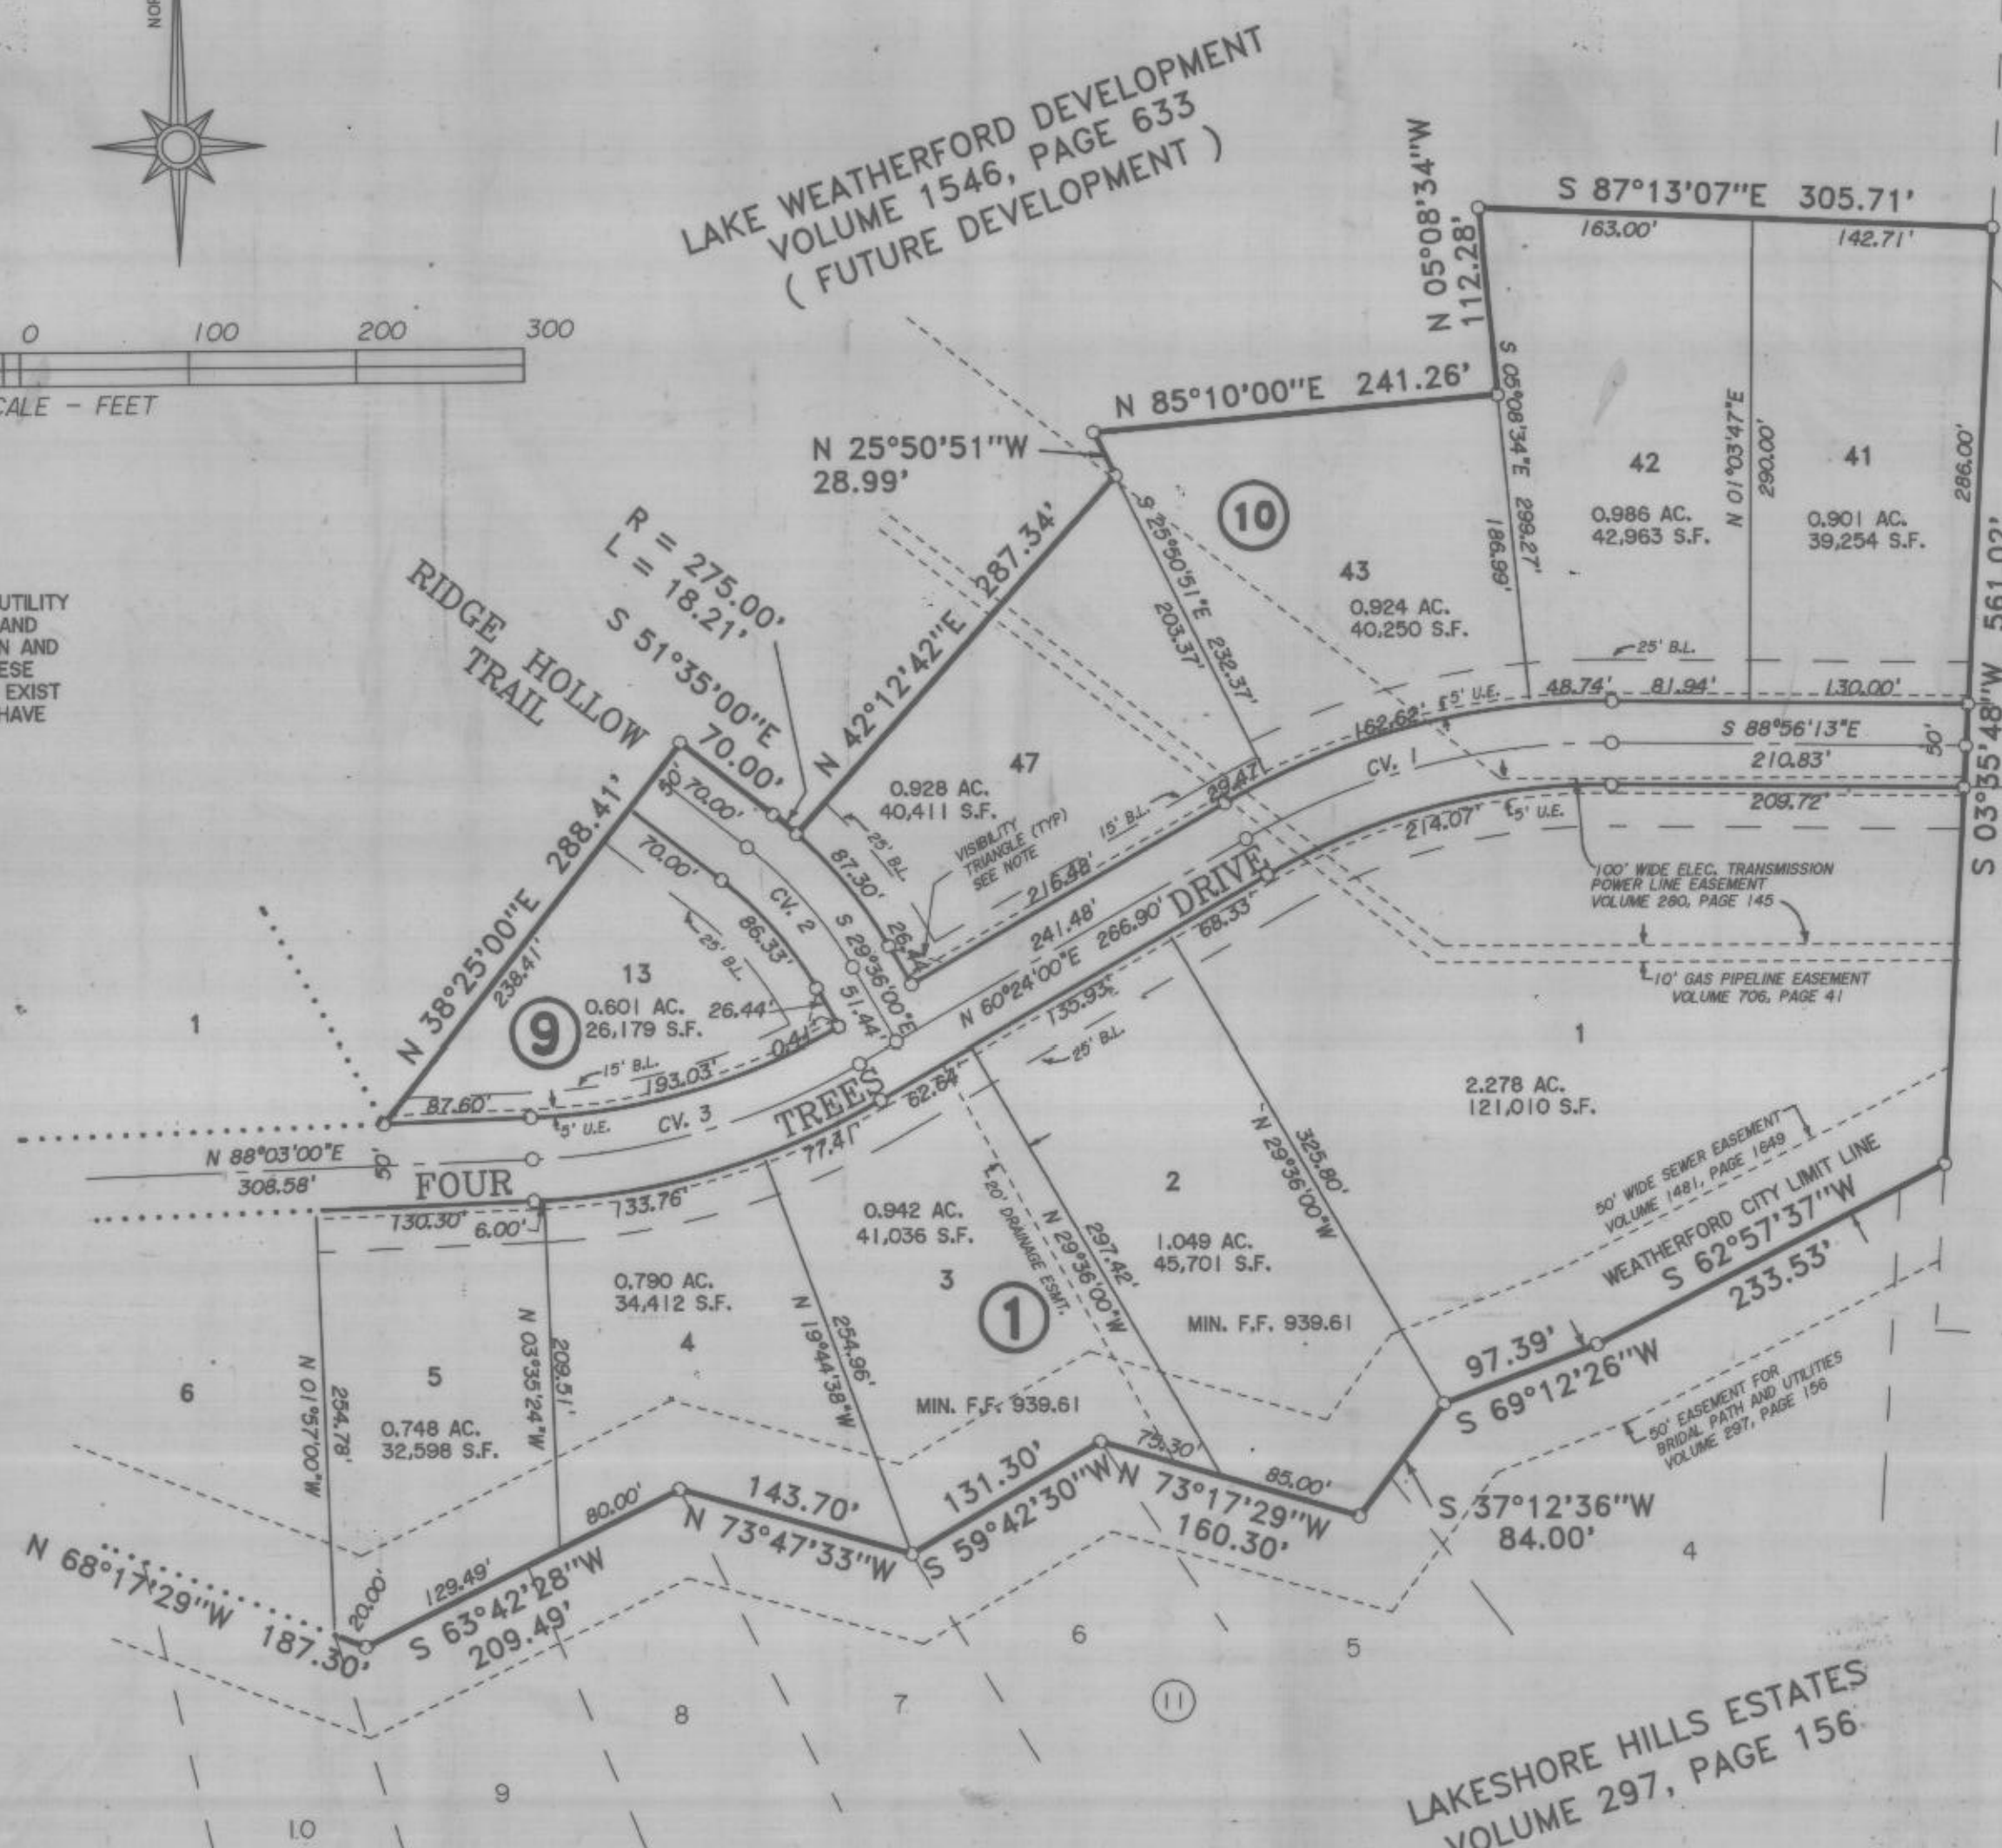 NOR
LAKE WEATHERFORD DEVELOPMENT
VOLUME 1546, PAGE 633
( FUTURE DEVELOPMENT )
0 100 200 300
CALE - FEET
UTILITY
AND
N AND
ESE
EXIST
HAVE
N 05°08'34"W
112.28'
S 87°13'07"E 305.71'
163.00'
142.71'
N 85°10'00"E 241.26'
N 25°50'51"W
28.99'
S 05°08'34"E 299.27'
186.99'
42
0.986 AC.
42,963 S.F.
N 01°03'47"E
290.00'
41
0.901 AC.
39,254 S.F.
286.00'
S 03°35'48"W 561.02'
10
43
0.924 AC.
40,250 S.F.
S 25°50'51"E 232.37'
203.37'
R = 275.00'
L = 18.21'
S 51°35'00"E
70.00'
RIDGE HOLLOW
TRAIL
N 42°12'42"E 287.34'
47
0.928 AC.
40,411 S.F.
25' B.L.
5' U.E.
48.74'
81.94'
130.00'
162.62'
29.47'
S 88°56'13"E
210.83'
50'
CV. 1
209.72'
214.07'
5' U.E.
100' WIDE ELEC. TRANSMISSION
POWER LINE EASEMENT
VOLUME 280, PAGE 145
10' GAS PIPELINE EASEMENT
VOLUME 706, PAGE 41
VISIBILITY
TRIANGLE (TYP)
SEE NOTE
15' B.L.
25' B.L.
216.48'
241.48'
N 60°24'00"E 266.90'
DRIVE
68.33'
135.93'
25' B.L.
50'
70.00'
70.00'
87.30'
26.44'
CV. 2
S 29°36'00"E
51.44'
86.33'
25' B.L.
N 38°25'00"E 288.41'
238.41'
13
0.601 AC.
26,179 S.F.
26.44'
9
0.41'
15' B.L.
193.03'
87.60'
5' U.E.
CV. 3
TREES
62.64'
77.41'
1
N 88°03'00"E
308.58'
50'
FOUR
130.30'
6.00'
133.76'
1
2.278 AC.
121,010 S.F.
50' WIDE SEWER EASEMENT
VOLUME 1481, PAGE 1649
WEATHERFORD CITY LIMIT LINE
S 62°57'37"W
233.53'
2
1.049 AC.
45,701 S.F.
MIN. F.F. 939.61
325.80'
N 29°36'00"W
297.42'
N 29°36'00"W
20' DRAINAGE ESMT.
0.942 AC.
41,036 S.F.
3
1
MIN. F.F. 939.61
254.96'
N 19°44'38"W
0.790 AC.
34,412 S.F.
4
209.51'
N 03°35'24"W
5
0.748 AC.
32,598 S.F.
254.78'
N 01°57'00"W
6
97.39'
S 69°12'26"W
50' EASEMENT FOR
BRIDAL PATH AND UTILITIES
VOLUME 297, PAGE 156
S 37°12'36"W
84.00'
75.30'
85.00'
N 73°17'29"W
160.30'
131.30'
S 59°42'30"W
143.70'
N 73°47'33"W
80.00'
129.49'
S 63°42'28"W
209.49'
20.00'
N 68°17'29"W 187.30'
4
5
6
11
7
8
9
10
LAKESHORE HILLS ESTATES
VOLUME 297, PAGE 156